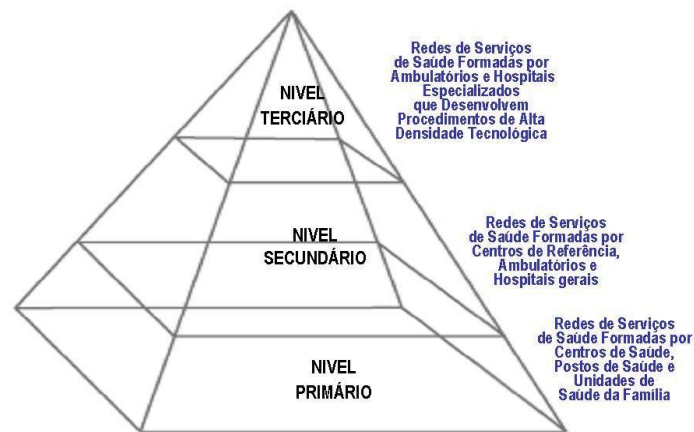 NIVEL
TERCIÁRIO
Redes de Serviços
de Saúde Formadas por
Ambulatórios e Hospitais
Especializados
que Desenvolvem
Procedimentos de Alta
Densidade Tecnológica
NIVEL
SECUNDÁRIO
Redes de Serviços
de Saúde Formadas por
Centros de Referência,
Ambulatórios e
Hospitais gerais
NIVEL
PRIMÁRIO
Redes de Serviços
de Saúde Formadas por
Centros de Saúde,
Postos de Saúde e
Unidades de
Saúde da Família